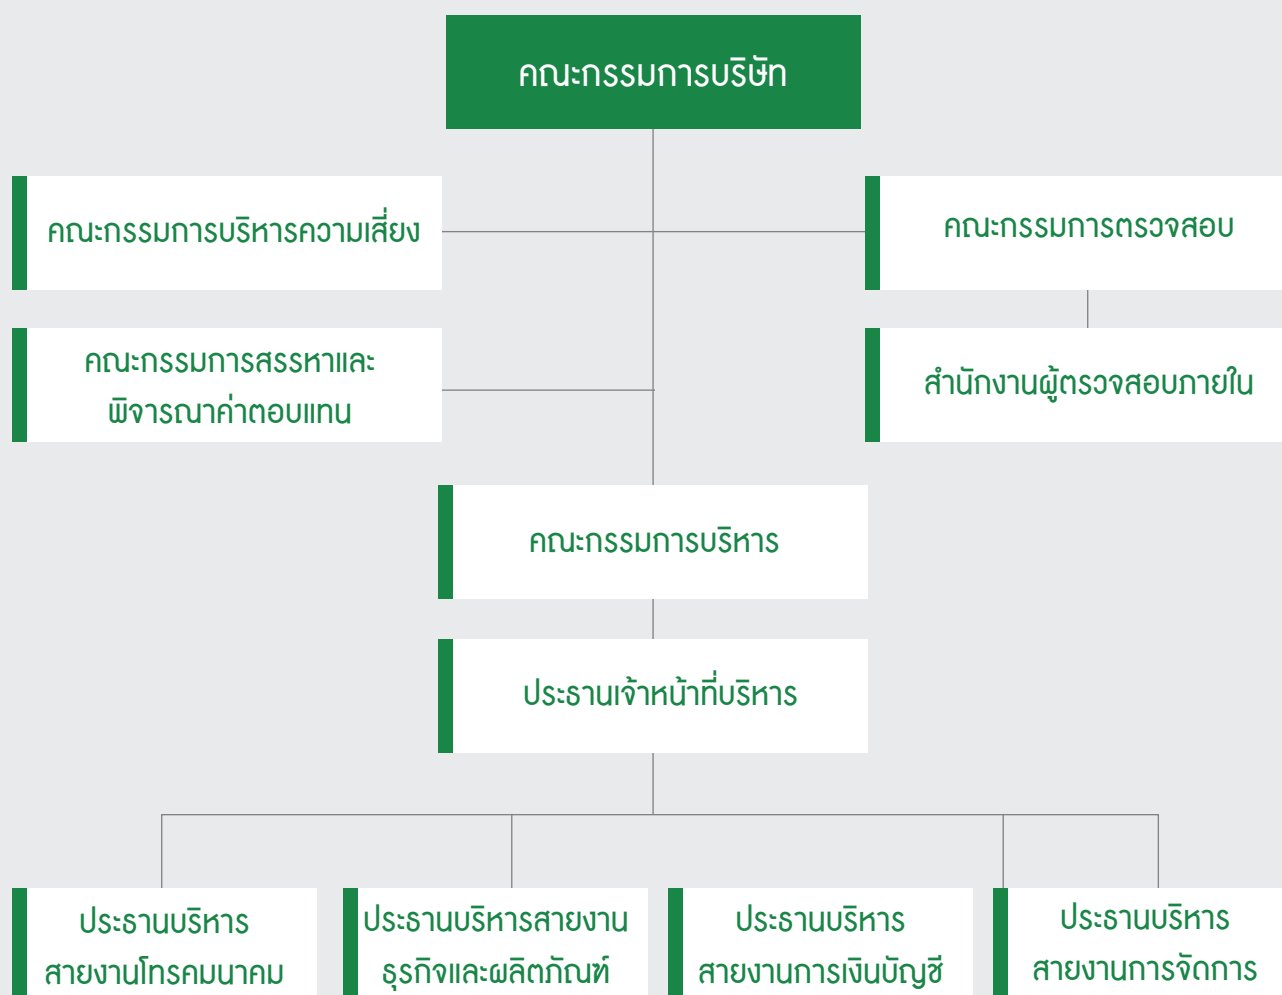 คณะกรรมการบริษัท
คณะกรรมการบริหารความเสี่ยง
คณะกรรมการตรวจสอบ
คณะกรรมการสรรหาและ
พิจารณาค่าตอบแทน
สำนักงานผู้ตรวจสอบภายใน
คณะกรรมการบริหาร
ประธานเจ้าหน้าที่บริหาร
ประธานบริหาร
สายงานโทรคมนาคม
ประธานบริหารสายงาน
ธุรกิจและผลิตภัณฑ์
ประธานบริหาร
สายงานการเงินบัญชี
ประธานบริหาร
สายงานการจัดการ